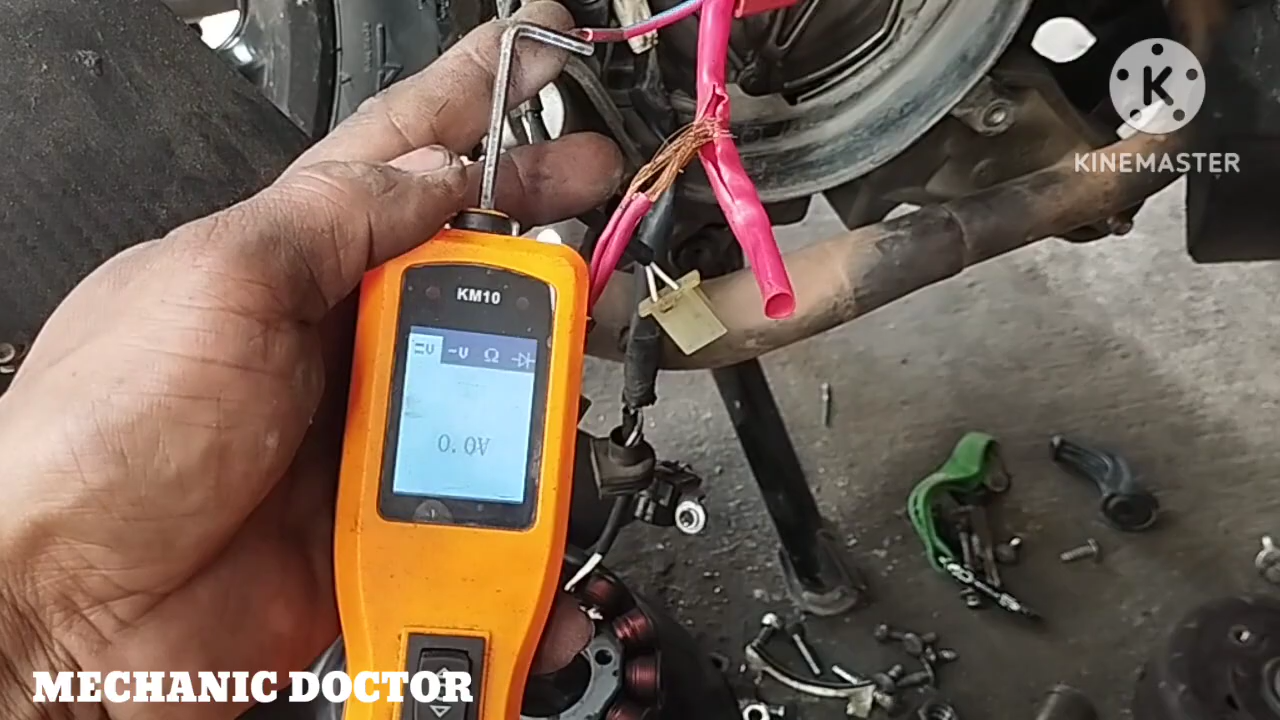 K
KINEMASTER
KM10
⎓V ~V Ω
0.0V
MECHANIC DOCTOR